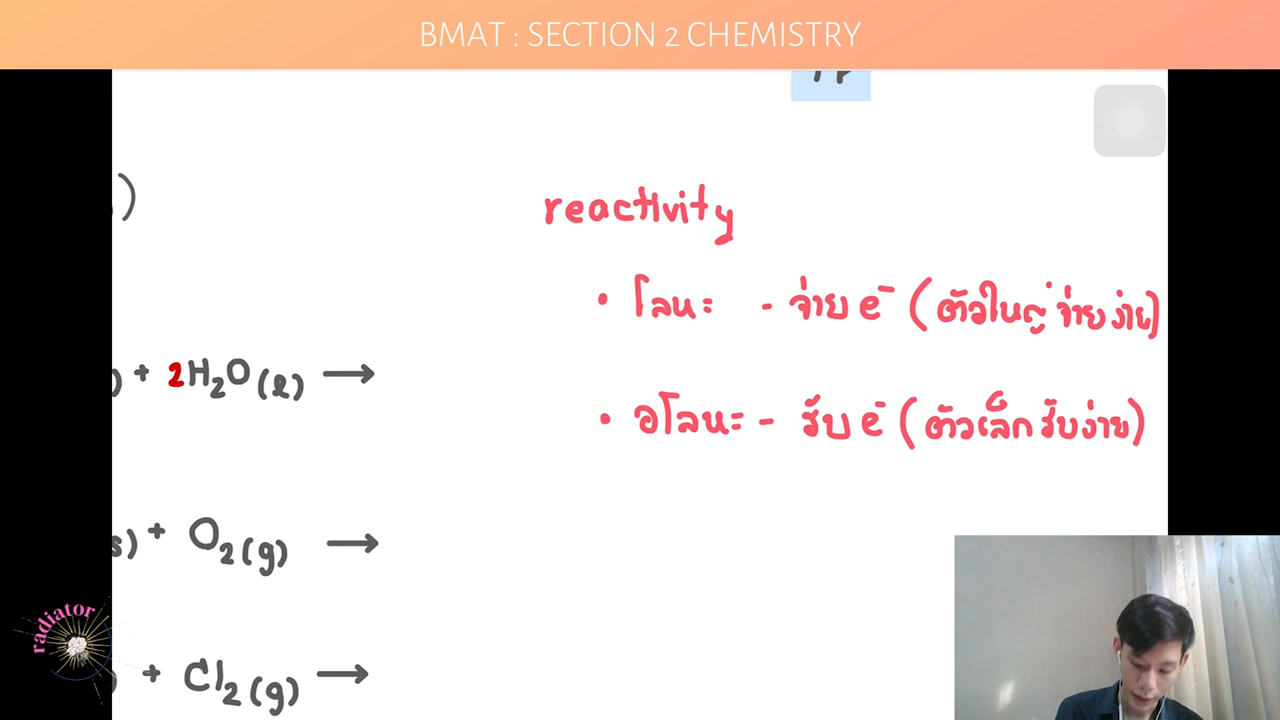 BMAT : SECTION 2 CHEMISTRY
)
reactivity
• โลหะ - จ่าย e⁻ (ตัวใหญ่ จ่ายง่าย)
) + 2H₂O(l) →
• อโลหะ - รับ e⁻ (ตัวเล็ก รับง่าย)
s) + O₂(g) →
) + Cl₂(g) →
radiator